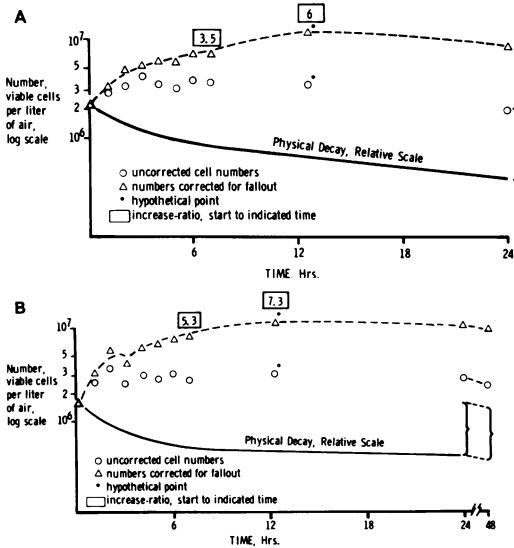 A
3.5
6
10⁷
5
3
2
10⁶
Number,
viable cells
per liter
of air,
log scale
Physical Decay, Relative Scale
○ uncorrected cell numbers
△ numbers corrected for fallout
• hypothetical point
increase-ratio, start to indicated time
6
12
18
24
TIME. Hrs.
B
5.3
7.3
10⁷
5
3
2
10⁶
Number,
viable cells
per liter
of air,
log scale
Physical Decay, Relative Scale
○ uncorrected cell numbers
△ numbers corrected for fallout
• hypothetical point
increase-ratio, start to indicated time
6
12
18
24
48
TIME, Hrs.